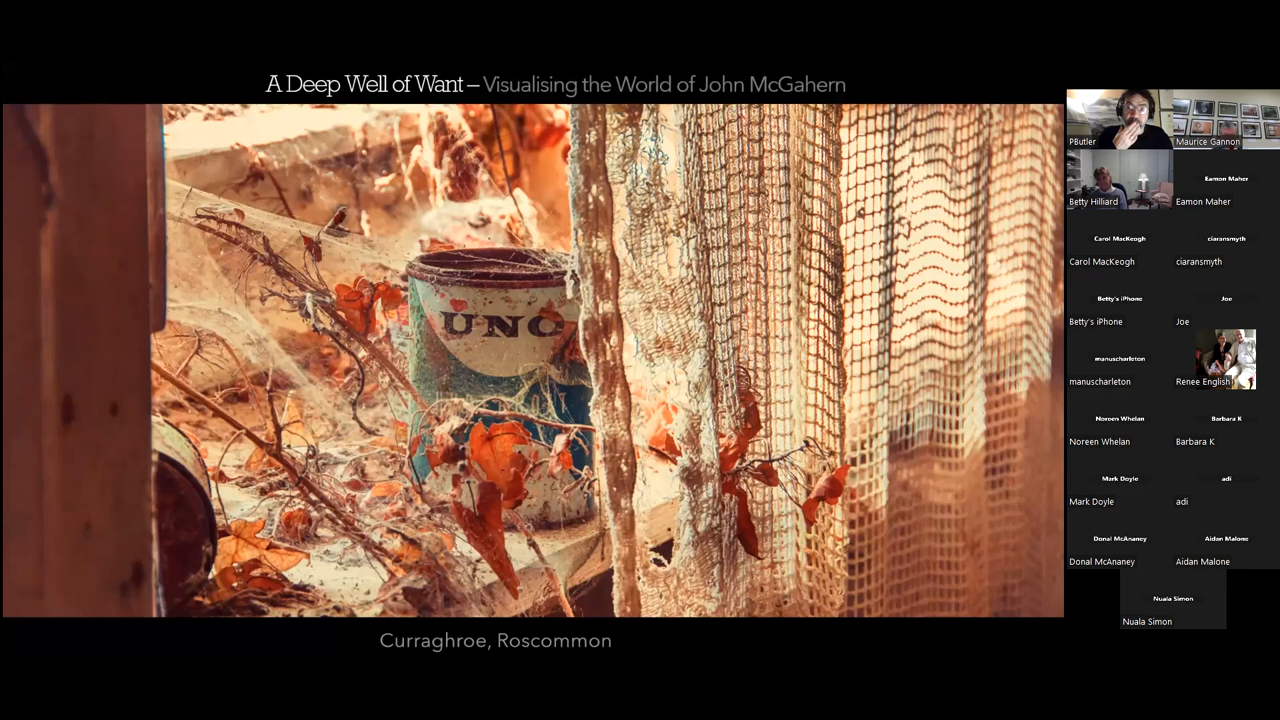 A Deep Well of Want – Visualising the World of John McGahern
UNO
Curraghroe, Roscommon
PButler
Maurice Gannon
Betty Hilliard
Eamon Maher
Eamon Maher
Carol MacKeogh
ciaransmyth
Carol MacKeogh
ciaransmyth
Betty's iPhone
Joe
Betty's iPhone
Joe
manuscharleton
manuscharleton
Renee English
Noreen Whelan
Barbara K
Noreen Whelan
Barbara K
Mark Doyle
adi
Mark Doyle
adi
Donal McAnaney
Aidan Malone
Donal McAnaney
Aidan Malone
Nuala Simon
Nuala Simon